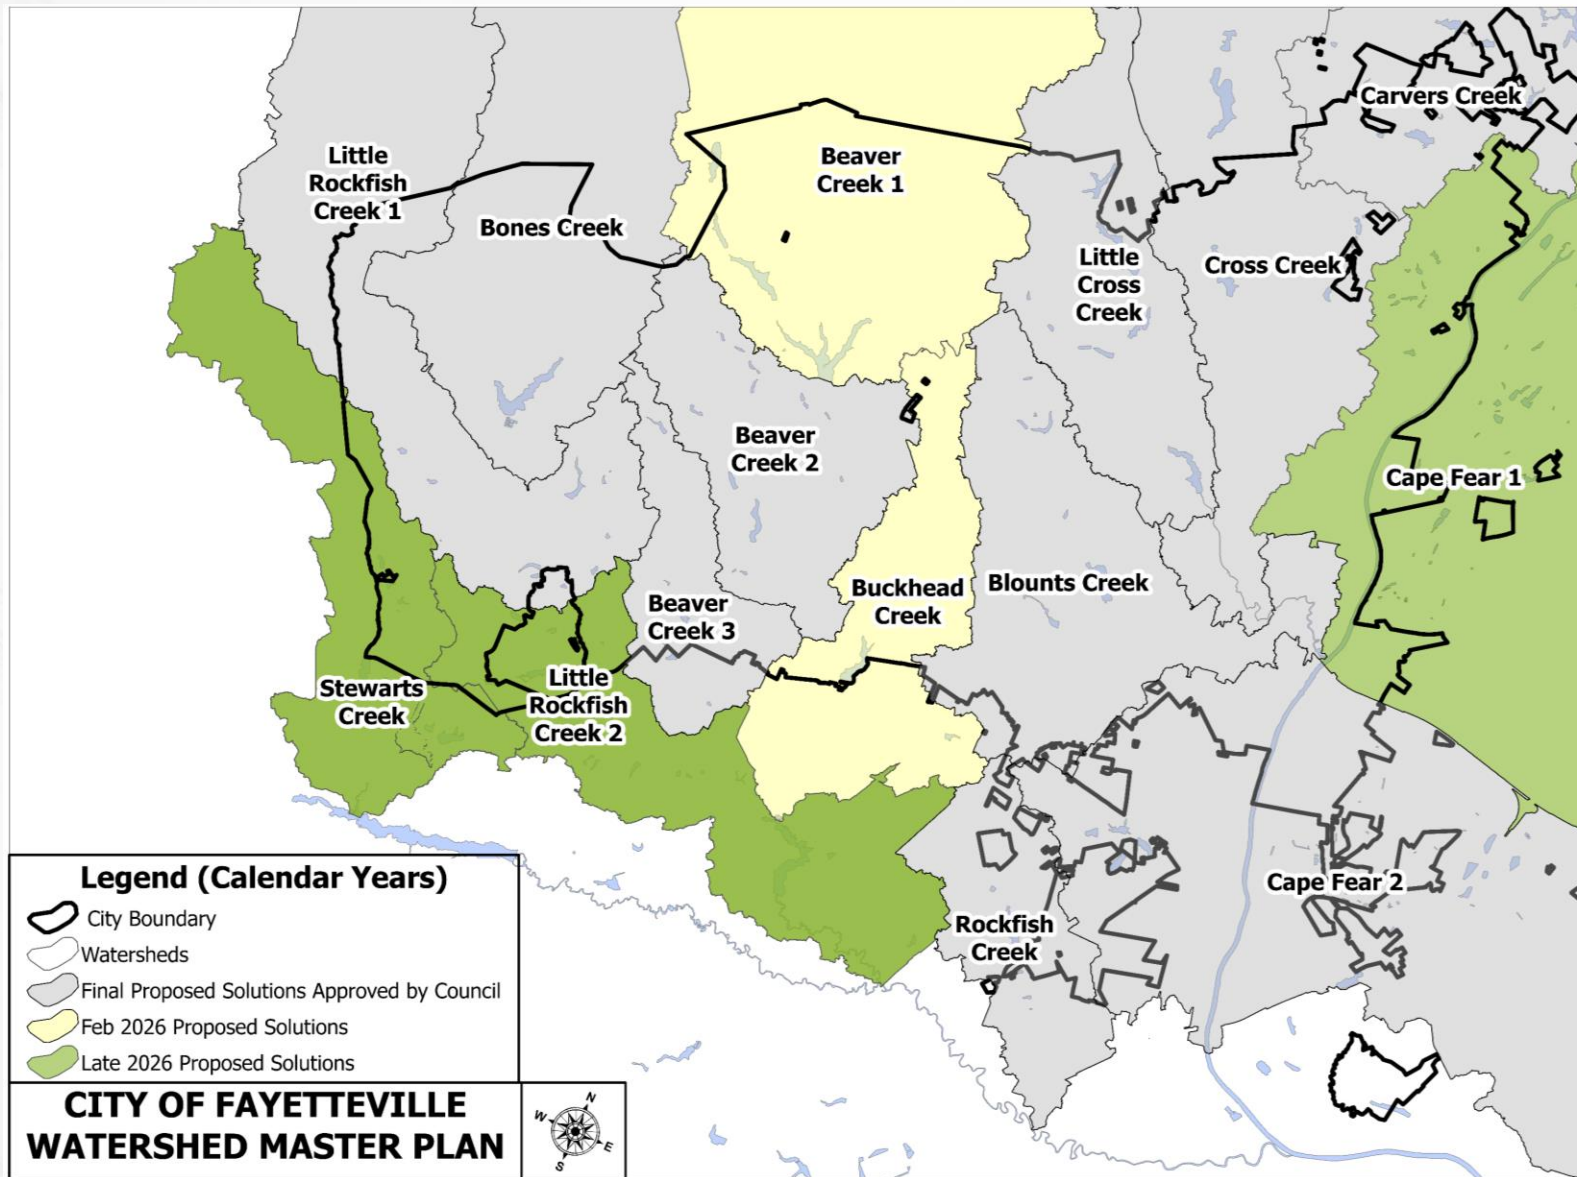 Carvers Creek
Little
Rockfish
Creek 1
Beaver
Creek 1
Bones Creek
Little
Cross
Creek
Cross Creek
Beaver
Creek 2
Cape Fear 1
Buckhead
Creek
Blounts Creek
Beaver
Creek 3
Stewarts
Creek
Little
Rockfish
Creek 2
Cape Fear 2
Rockfish
Creek
Legend (Calendar Years)
City Boundary
Watersheds
Final Proposed Solutions Approved by Council
Feb 2026 Proposed Solutions
Late 2026 Proposed Solutions
CITY OF FAYETTEVILLE
WATERSHED MASTER PLAN
N
W
E
S